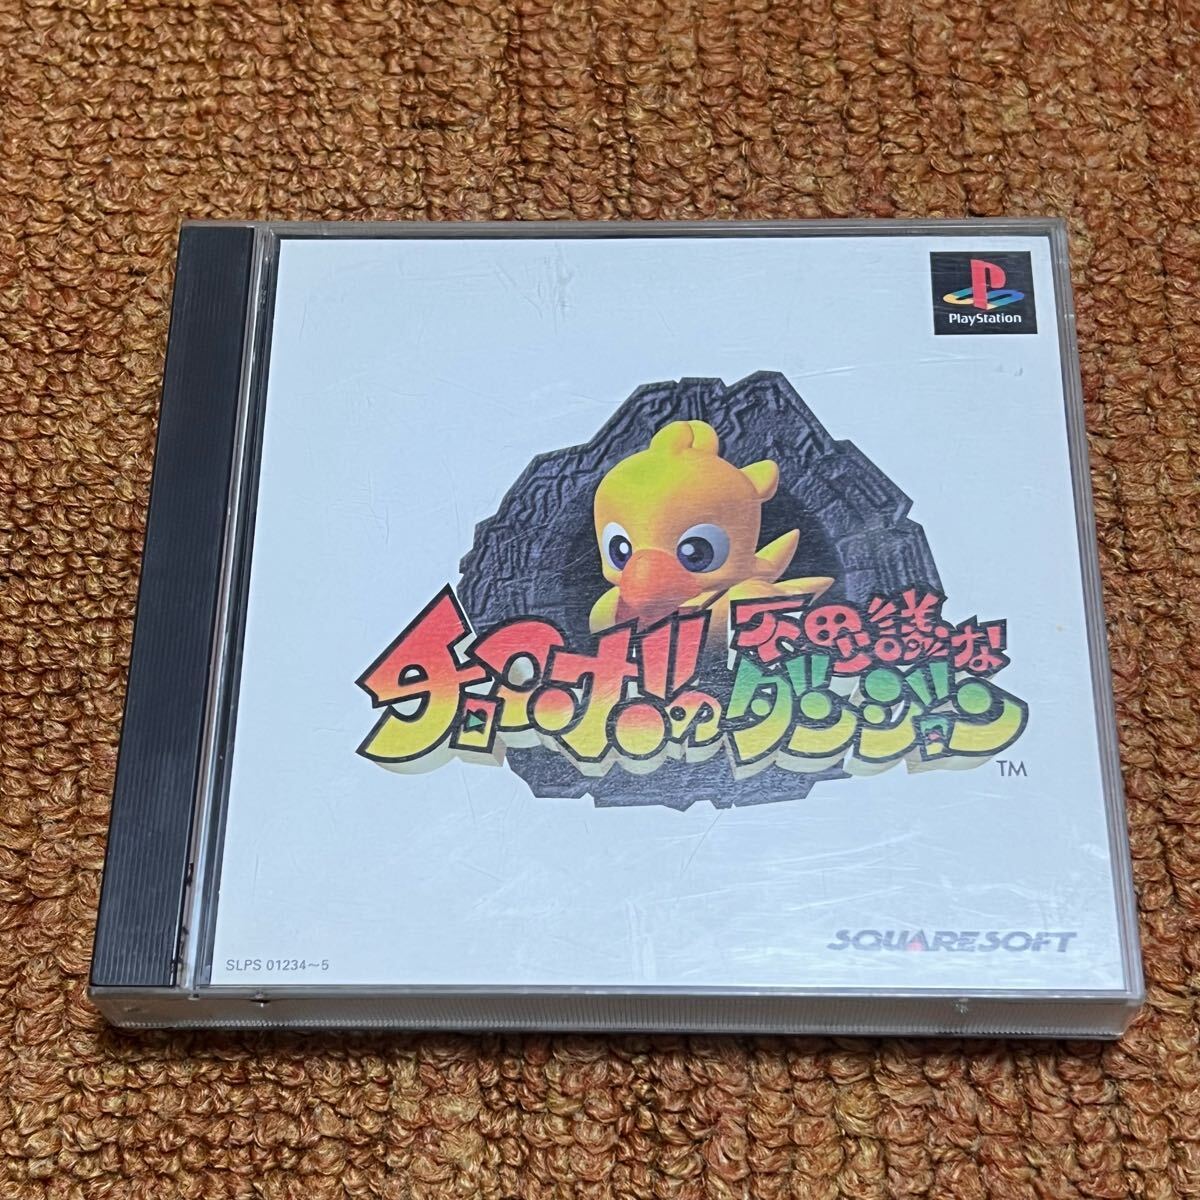 PlayStation
チョコボの
不思議な
ダンジョン
TM
SQUARESOFT
SLPS 01234～5